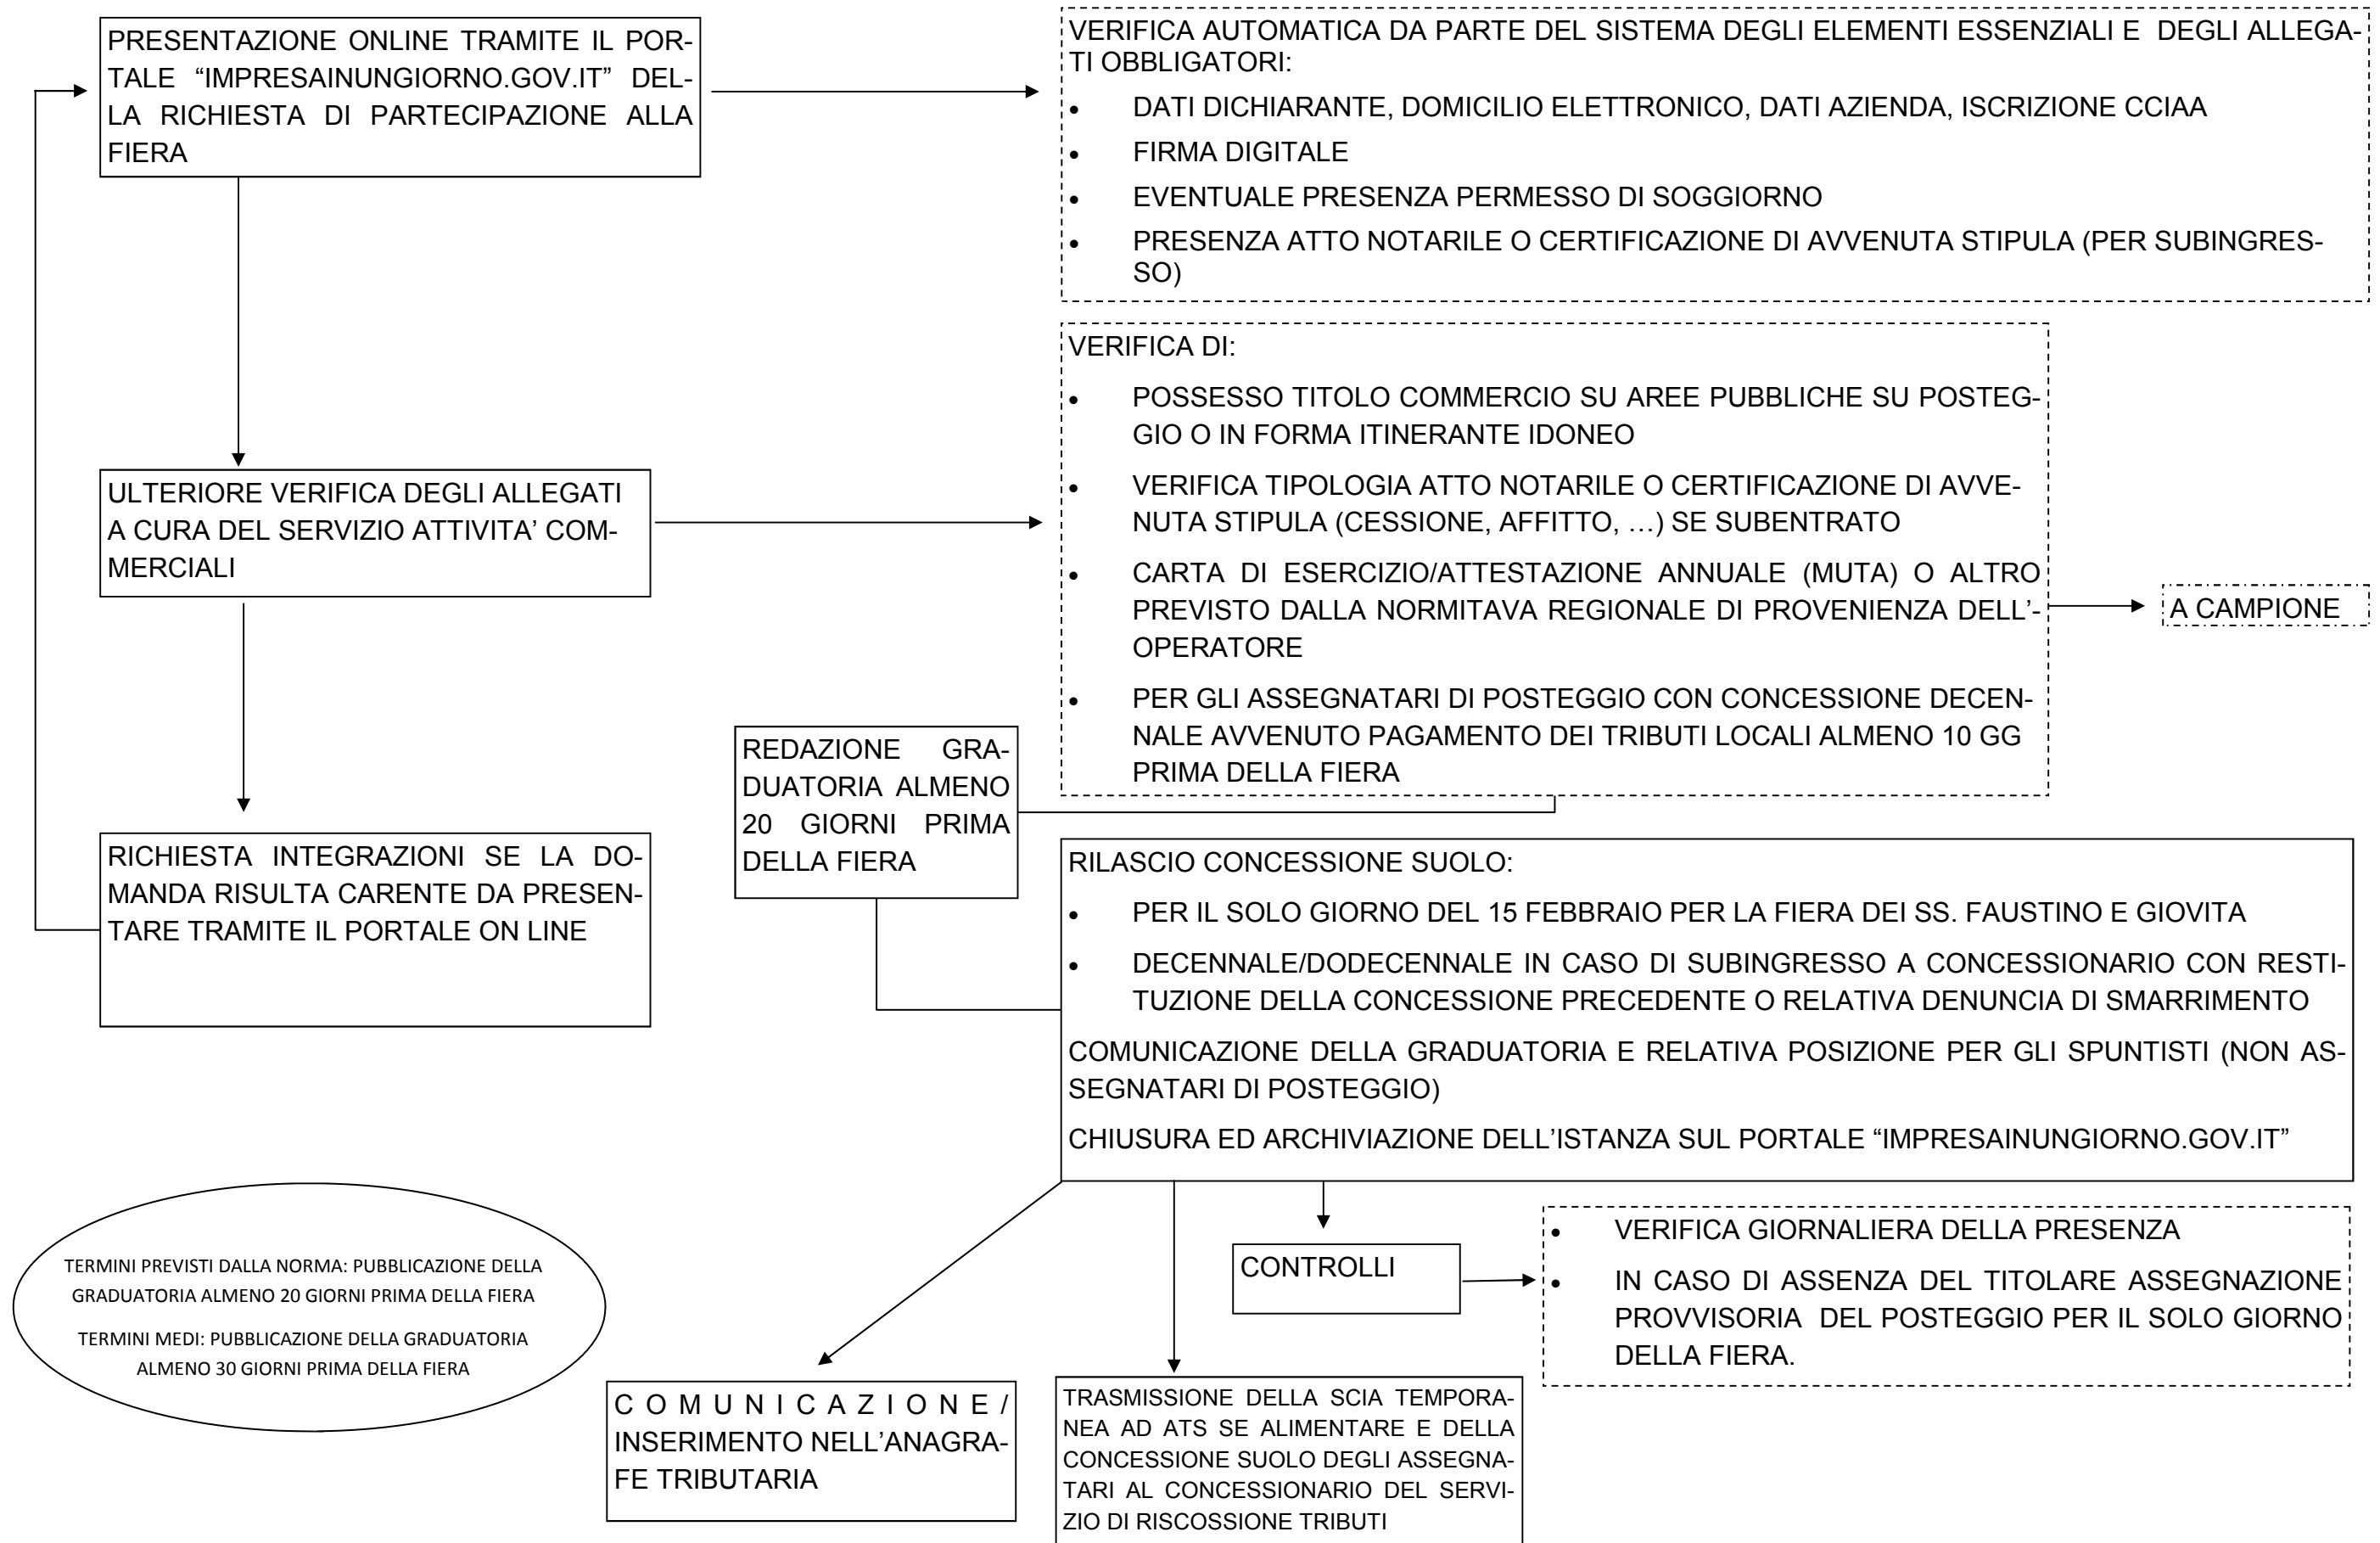 PRESENTAZIONE ONLINE TRAMITE IL POR-
TALE “IMPRESAINUNGIORNO.GOV.IT” DEL-
LA RICHIESTA DI PARTECIPAZIONE ALLA
FIERA
VERIFICA AUTOMATICA DA PARTE DEL SISTEMA DEGLI ELEMENTI ESSENZIALI E DEGLI ALLEGA-
TI OBBLIGATORI:
• DATI DICHIARANTE, DOMICILIO ELETTRONICO, DATI AZIENDA, ISCRIZIONE CCIAA
• FIRMA DIGITALE
• EVENTUALE PRESENZA PERMESSO DI SOGGIORNO
• PRESENZA ATTO NOTARILE O CERTIFICAZIONE DI AVVENUTA STIPULA (PER SUBINGRES-
SO)
ULTERIORE VERIFICA DEGLI ALLEGATI
A CURA DEL SERVIZIO ATTIVITA’ COM-
MERCIALI
VERIFICA DI:
• POSSESSO TITOLO COMMERCIO SU AREE PUBBLICHE SU POSTEG-
GIO O IN FORMA ITINERANTE IDONEO
• VERIFICA TIPOLOGIA ATTO NOTARILE O CERTIFICAZIONE DI AVVE-
NUTA STIPULA (CESSIONE, AFFITTO, …) SE SUBENTRATO
• CARTA DI ESERCIZIO/ATTESTAZIONE ANNUALE (MUTA) O ALTRO
PREVISTO DALLA NORMITAVA REGIONALE DI PROVENIENZA DELL’-
OPERATORE
• PER GLI ASSEGNATARI DI POSTEGGIO CON CONCESSIONE DECEN-
NALE AVVENUTO PAGAMENTO DEI TRIBUTI LOCALI ALMENO 10 GG
PRIMA DELLA FIERA
A CAMPIONE
REDAZIONE GRA-
DUATORIA ALMENO
20 GIORNI PRIMA
DELLA FIERA
RICHIESTA INTEGRAZIONI SE LA DO-
MANDA RISULTA CARENTE DA PRESEN-
TARE TRAMITE IL PORTALE ON LINE
RILASCIO CONCESSIONE SUOLO:
• PER IL SOLO GIORNO DEL 15 FEBBRAIO PER LA FIERA DEI SS. FAUSTINO E GIOVITA
• DECENNALE/DODECENNALE IN CASO DI SUBINGRESSO A CONCESSIONARIO CON RESTI-
TUZIONE DELLA CONCESSIONE PRECEDENTE O RELATIVA DENUNCIA DI SMARRIMENTO
COMUNICAZIONE DELLA GRADUATORIA E RELATIVA POSIZIONE PER GLI SPUNTISTI (NON AS-
SEGNATARI DI POSTEGGIO)
CHIUSURA ED ARCHIVIAZIONE DELL’ISTANZA SUL PORTALE “IMPRESAINUNGIORNO.GOV.IT”
TERMINI PREVISTI DALLA NORMA: PUBBLICAZIONE DELLA
GRADUATORIA ALMENO 20 GIORNI PRIMA DELLA FIERA
TERMINI MEDI: PUBBLICAZIONE DELLA GRADUATORIA
ALMENO 30 GIORNI PRIMA DELLA FIERA
CONTROLLI
• VERIFICA GIORNALIERA DELLA PRESENZA
• IN CASO DI ASSENZA DEL TITOLARE ASSEGNAZIONE
PROVVISORIA DEL POSTEGGIO PER IL SOLO GIORNO
DELLA FIERA.
COMUNICAZIONE/
INSERIMENTO NELL’ANAGRA-
FE TRIBUTARIA
TRASMISSIONE DELLA SCIA TEMPORA-
NEA AD ATS SE ALIMENTARE E DELLA
CONCESSIONE SUOLO DEGLI ASSEGNA-
TARI AL CONCESSIONARIO DEL SERVI-
ZIO DI RISCOSSIONE TRIBUTI